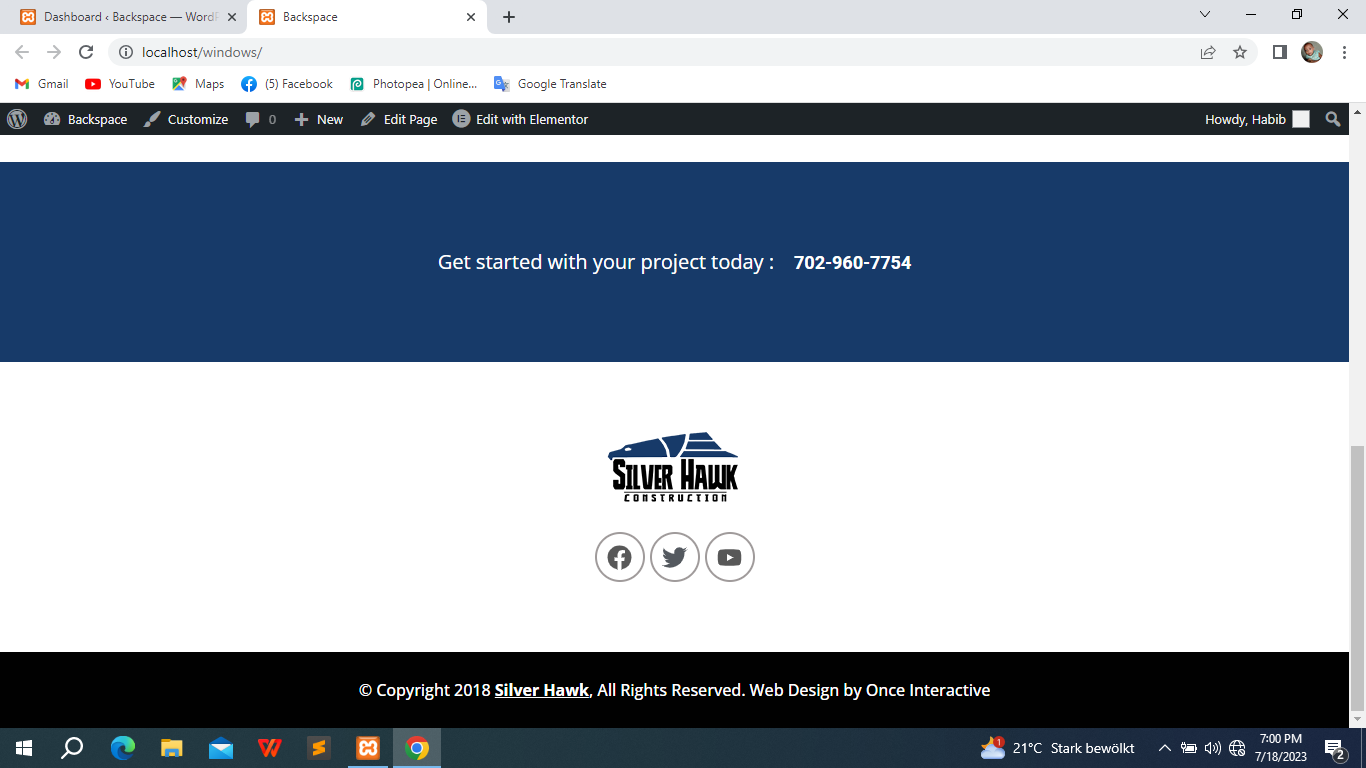 Dashboard ‹ Backspace — WordP
Backspace
localhost/windows/
Gmail
YouTube
Maps
(5) Facebook
Photopea | Online...
Google Translate
Backspace
Customize
0
New
Edit Page
Edit with Elementor
Howdy, Habib
Get started with your project today : 702-960-7754
SILVER HAWK
CONSTRUCTION
© Copyright 2018 Silver Hawk, All Rights Reserved. Web Design by Once Interactive
1
21°C Stark bewölkt
7:00 PM
7/18/2023
2